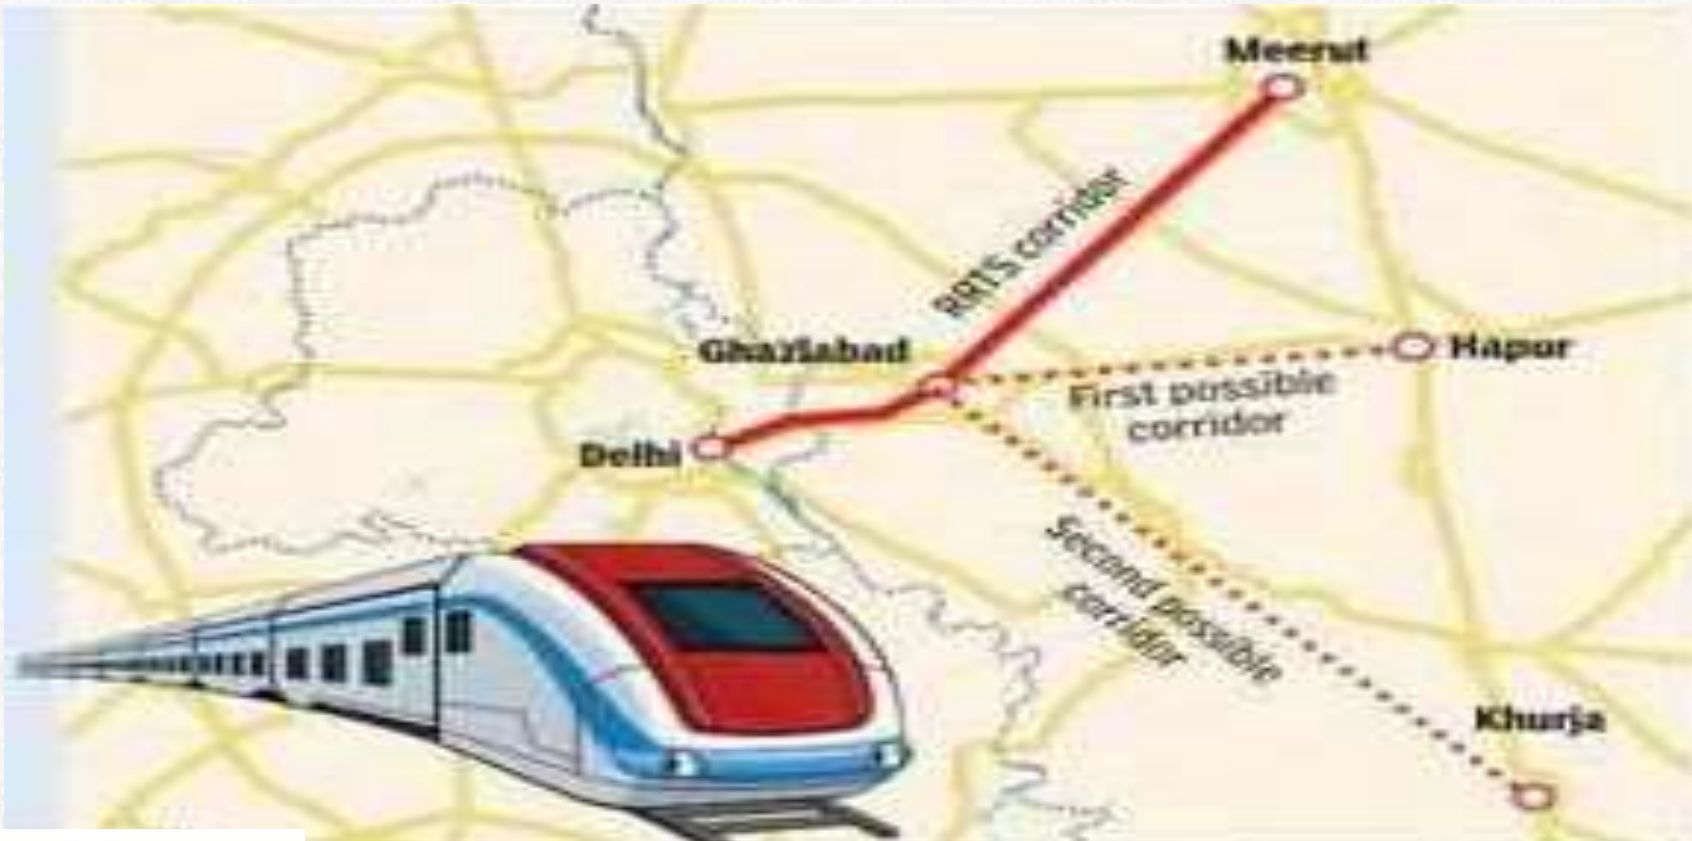 Meerut
RRTS corridor
Ghaziabad
Hapur
First possible
corridor
Delhi
Second possible
corridor
Khurja